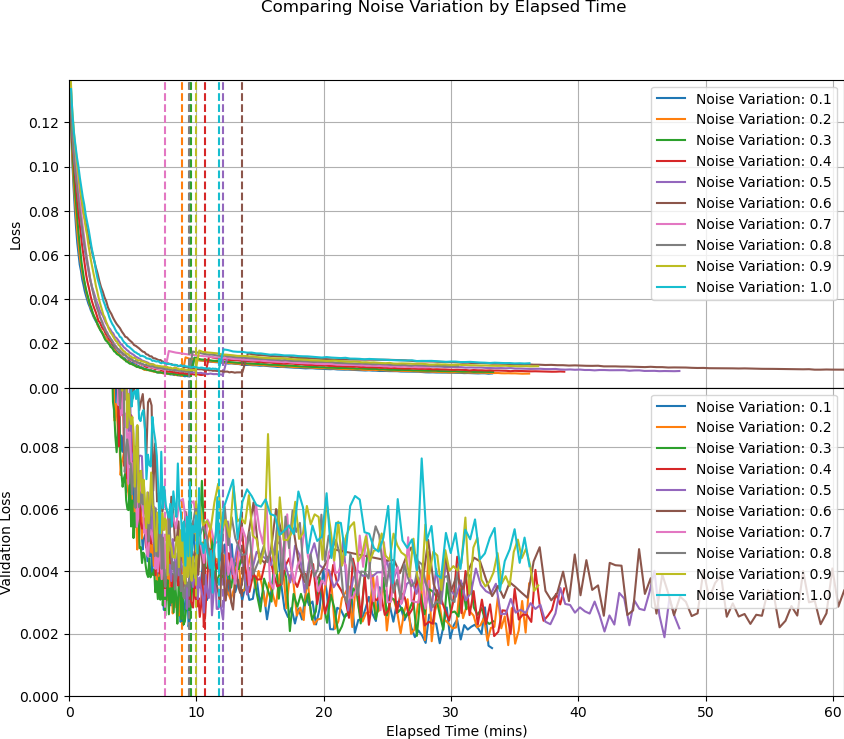 Comparing Noise Variation by Elapsed Time
0.12
0.10
0.08
0.06
0.04
0.02
0.00
Loss
Noise Variation: 0.1
Noise Variation: 0.2
Noise Variation: 0.3
Noise Variation: 0.4
Noise Variation: 0.5
Noise Variation: 0.6
Noise Variation: 0.7
Noise Variation: 0.8
Noise Variation: 0.9
Noise Variation: 1.0
0.008
0.006
0.004
0.002
0.000
Validation Loss
Noise Variation: 0.1
Noise Variation: 0.2
Noise Variation: 0.3
Noise Variation: 0.4
Noise Variation: 0.5
Noise Variation: 0.6
Noise Variation: 0.7
Noise Variation: 0.8
Noise Variation: 0.9
Noise Variation: 1.0
0 10 20 30 40 50 60
Elapsed Time (mins)